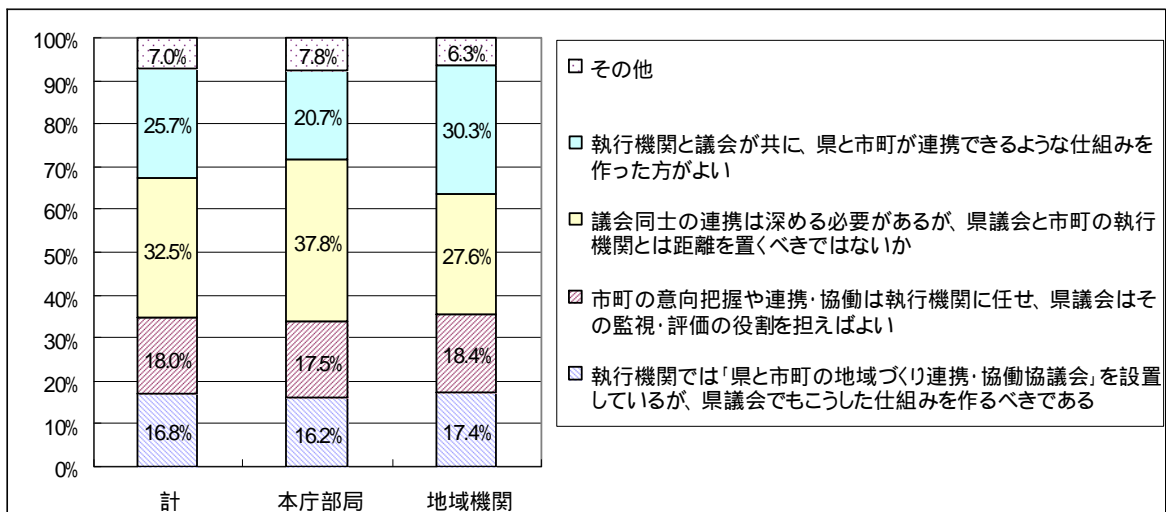 100%
90%
80%
70%
60%
50%
40%
30%
20%
10%
0%
7.0%
7.8%
6.3%
25.7%
20.7%
30.3%
32.5%
37.8%
27.6%
18.0%
17.5%
18.4%
16.8%
16.2%
17.4%
計
本庁部局
地域機関
その他
執行機関と議会が共に、県と市町が連携できるような仕組みを
作った方がよい
議会同士の連携は深める必要があるが、県議会と市町の執行
機関とは距離を置くべきではないか
市町の意向把握や連携・協働は執行機関に任せ、県議会はそ
の監視・評価の役割を担えばよい
執行機関では「県と市町の地域づくり連携・協働協議会」を設置
しているが、県議会でもこうした仕組みを作るべきである